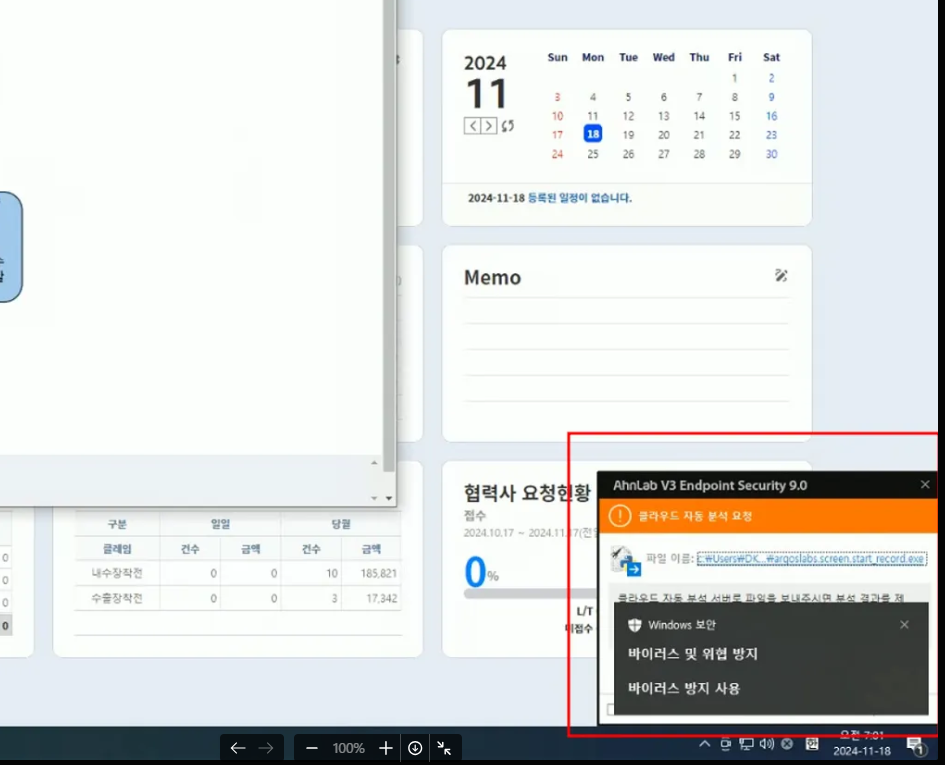 2024
11
Sun Mon Tue Wed Thu Fri Sat
1 2
3 4 5 6 7 8 9
10 11 12 13 14 15 16
17 18 19 20 21 22 23
24 25 26 27 28 29 30
2024-11-18 등록된 일정이 없습니다.
Memo
구분 일일 당월
클레임 건수 금액 건수 금액
내수장착전 0 0 10 185,821
수출장착전 0 0 3 17,342
0
0
0
0
협력사 요청현황
접수
2024.10.17 ~ 2024.11.17(전
0%
L/T
미접수
AhnLab V3 Endpoint Security 9.0
클라우드 자동 분석 요청
파일 이름: c:₩Users₩DK...₩argoslabs.screen.start_record.exe
클라우드 자동 분석 서버로 파일을 보내주시면 분석 결과를 제
Windows 보안
바이러스 및 위협 방지
바이러스 방지 사용
100%
한
오전 7:01
2024-11-18
1